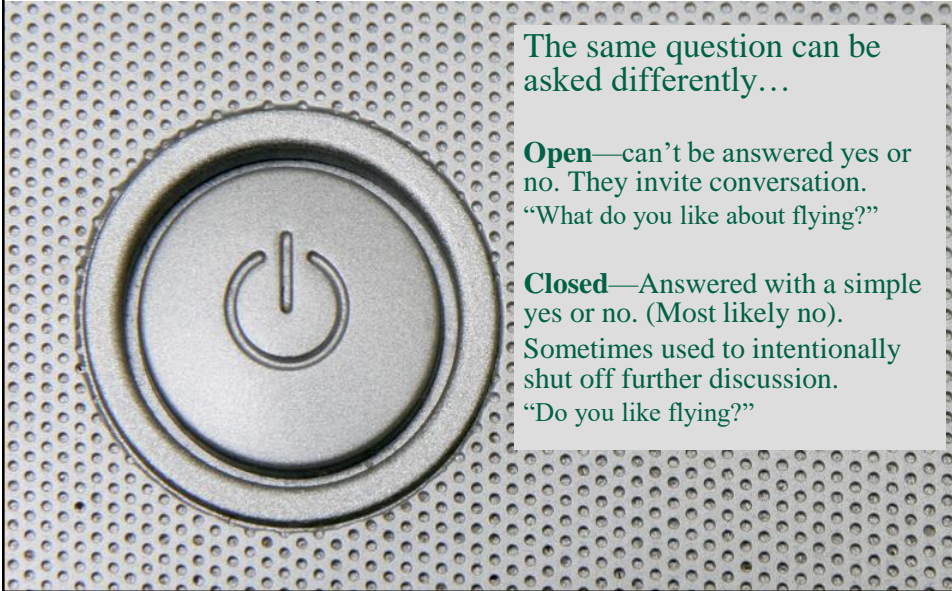 The same question can be
asked differently…
Open—can’t be answered yes or
no. They invite conversation.
“What do you like about flying?”
Closed—Answered with a simple
yes or no. (Most likely no).
Sometimes used to intentionally
shut off further discussion.
“Do you like flying?”